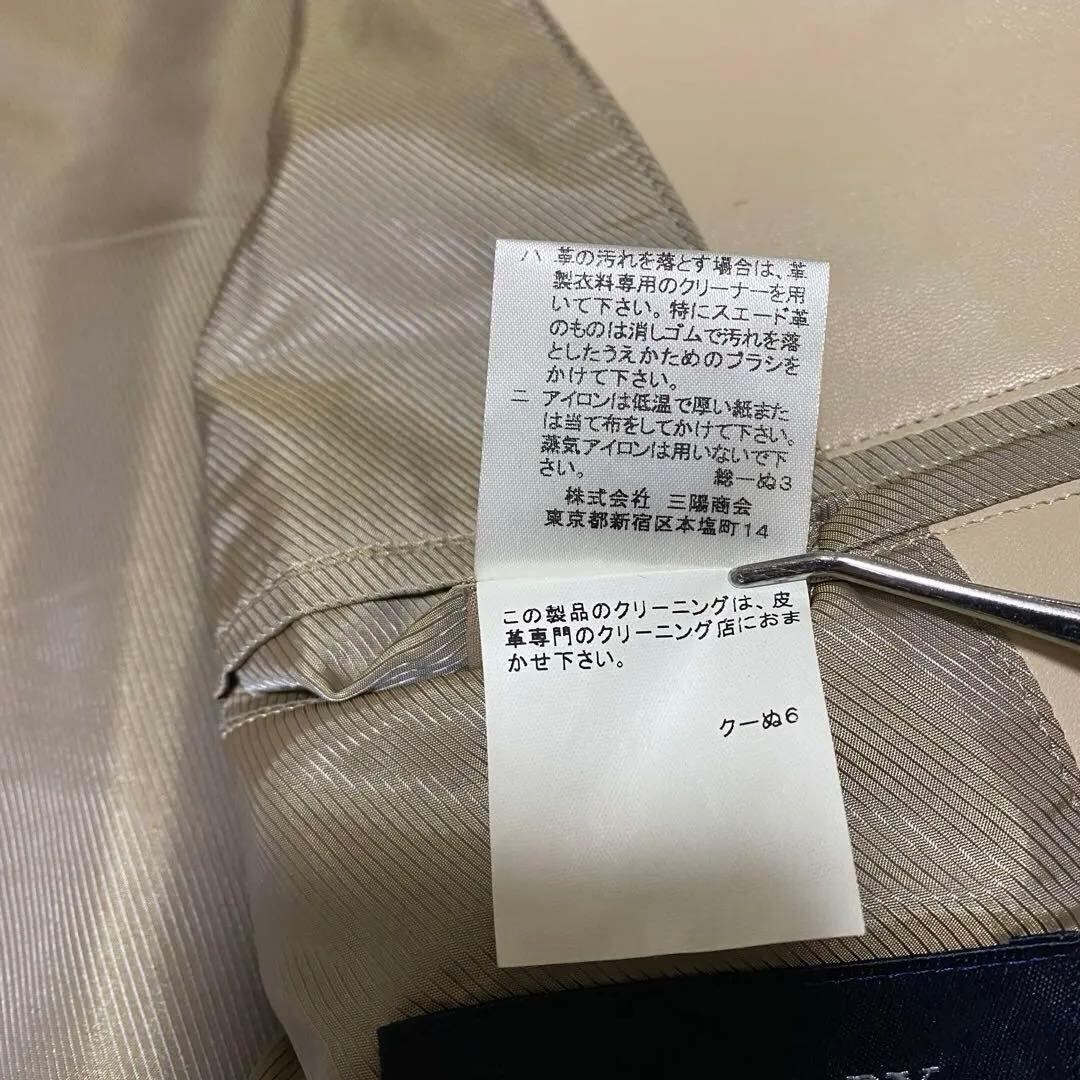 ハ 革の汚れを落とす場合は、革
製衣料専用のクリーナーを用
いて下さい。特にスエード革
のものは消しゴムで汚れを落
としたうえかためのブラシを
かけて下さい。
ニ アイロンは低温で厚い紙また
は当て布をしてかけて下さい。
蒸気アイロンは用いないで下
さい。 総ーぬ3
株式会社 三陽商会
東京都新宿区本塩町14
この製品のクリーニングは、皮
革専門のクリーニング店におま
かせ下さい。
クーぬ6